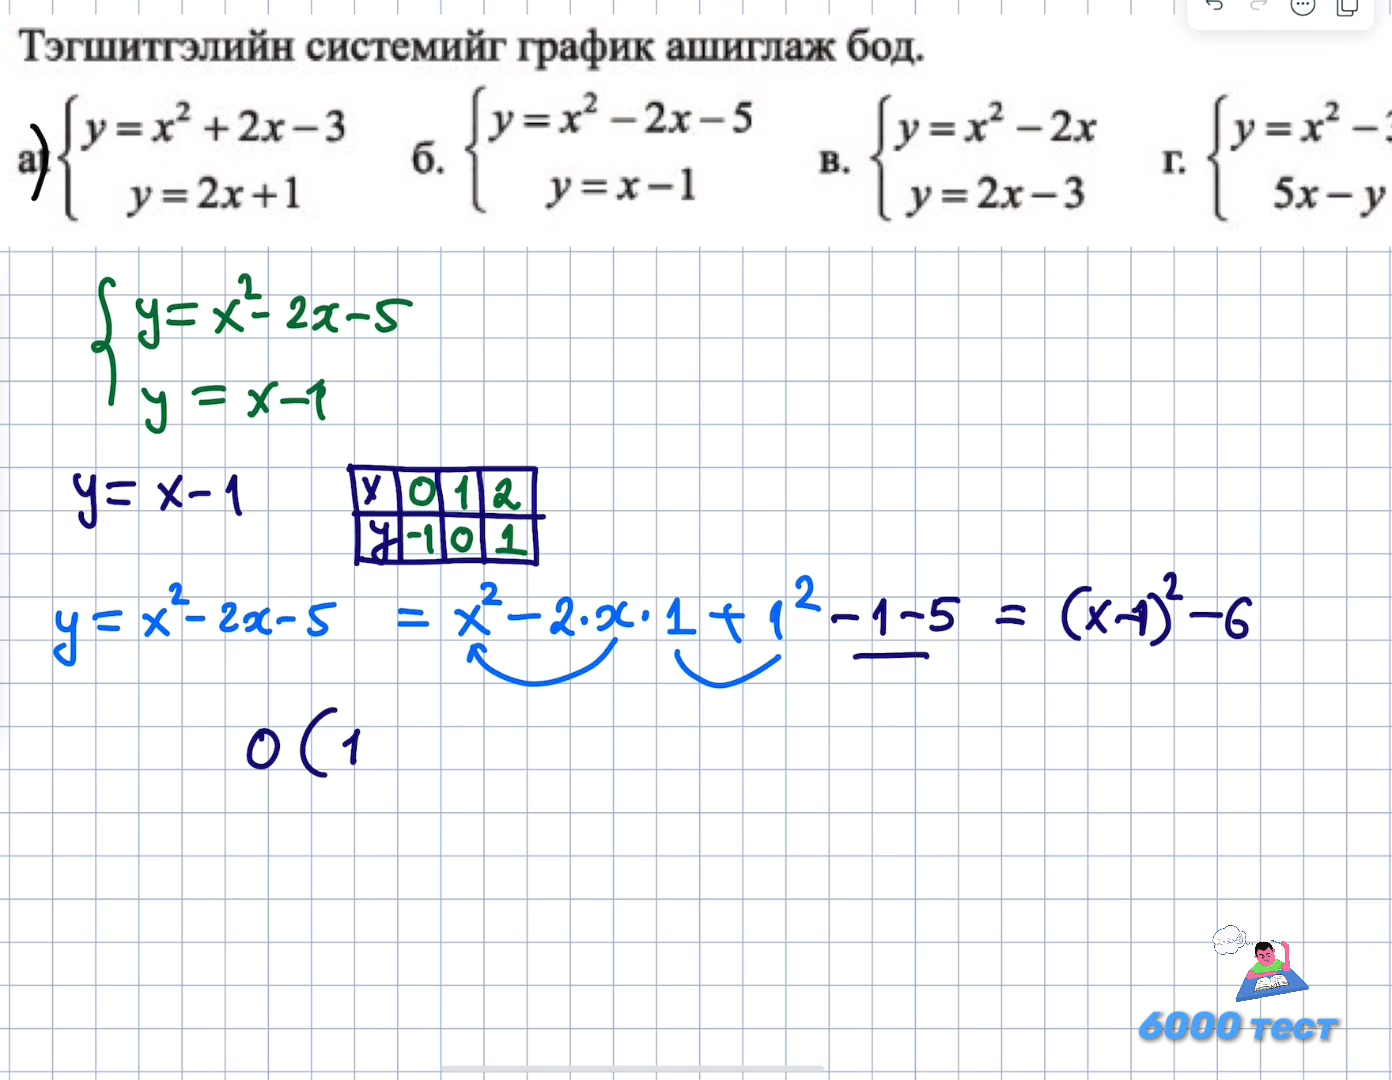 Тэгшитгэлийн системийг график ашиглаж бод.
а) { y = x² + 2x − 3
y = 2x + 1
б. { y = x² − 2x − 5
y = x − 1
в. { y = x² − 2x
y = 2x − 3
г. { y = x² −
5x − y
{ y = x² - 2x - 5
y = x - 1
y = x - 1
x 0 1 2
y -1 0 1
y = x² - 2x - 5 = x² - 2·x·1 + 1² - 1 - 5 = (x-1)² - 6
0 ( 1
6000 тест